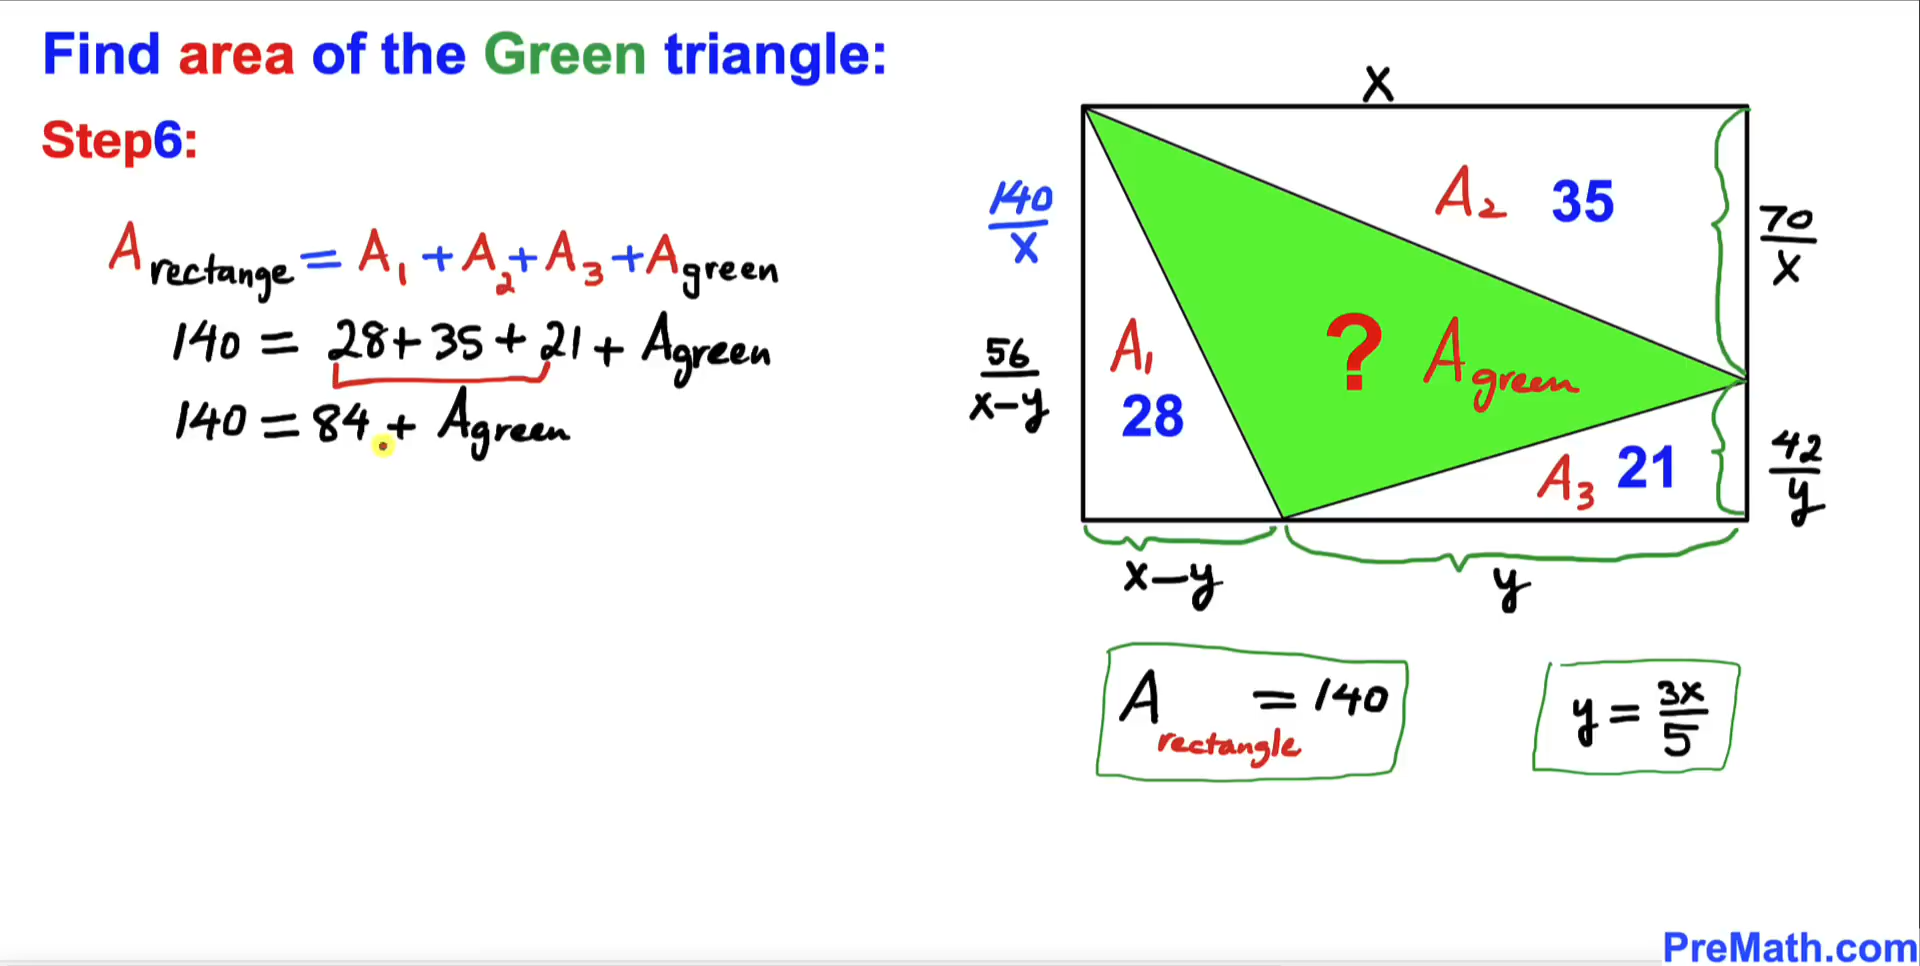 Find area of the Green triangle:
Step6:
A rectange = A1 + A2 + A3 + Agreen
140 = 28 + 35 + 21 + Agreen
140 = 84 + Agreen
X
140/X
A2 35
70/X
56/x-y
A1
28
? Agreen
A3 21
42/y
x-y
y
A rectangle = 140
y = 3x/5
PreMath.com